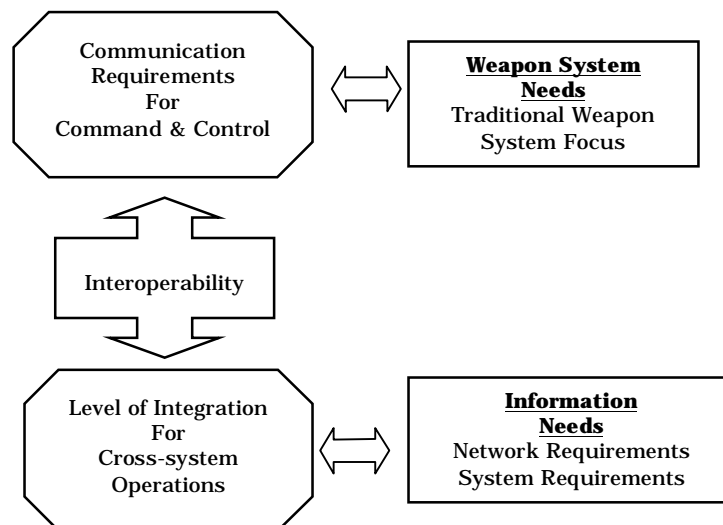 Communication
Requirements
For
Command & Control
Weapon System
Needs
Traditional Weapon
System Focus
Interoperability
Level of Integration
For
Cross-system
Operations
Information
Needs
Network Requirements
System Requirements